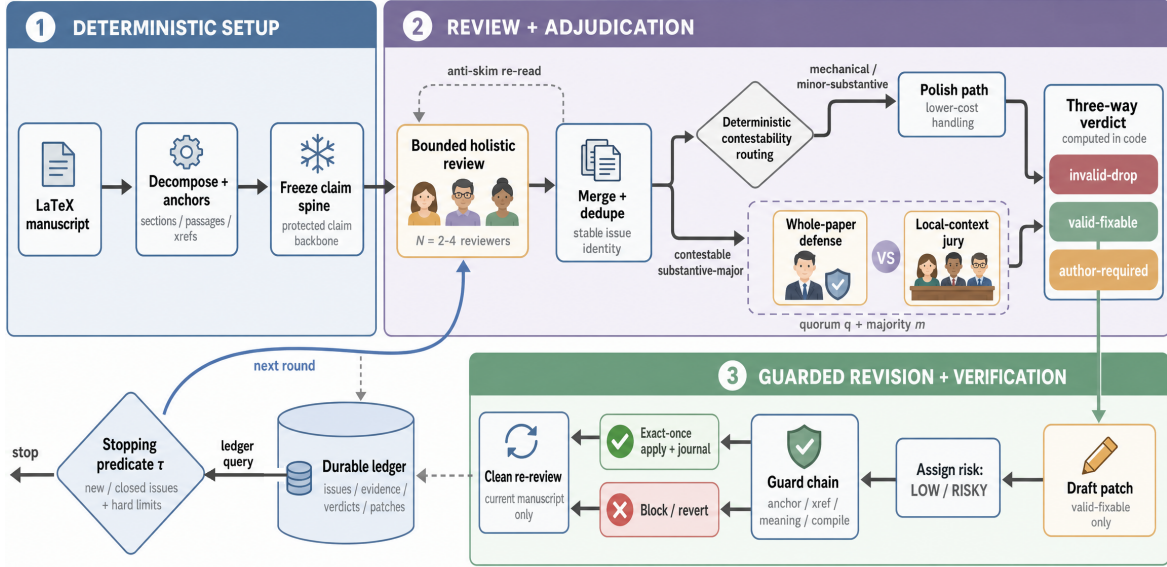 1 DETERMINISTIC SETUP
LaTeX
manuscript
Decompose +
anchors
sections / passages /
xrefs
Freeze claim
spine
protected claim
backbone
2 REVIEW + ADJUDICATION
anti-skim re-read
Bounded holistic
review
N = 2-4 reviewers
Merge +
dedupe
stable issue
identity
Deterministic
contestability
routing
mechanical /
minor-substantive
Polish path
lower-cost
handling
contestable
substantive-major
Whole-paper
defense
VS
Local-context
jury
quorum q + majority m
Three-way
verdict
computed in code
invalid-drop
valid-fixable
author-required
3 GUARDED REVISION + VERIFICATION
Draft patch
valid-fixable
only
Assign risk:
LOW / RISKY
Guard chain
anchor / xref /
meaning / compile
Exact-once
apply + journal
Block / revert
Clean re-review
current manuscript
only
Durable ledger
issues / evidence /
verdicts / patches
ledger
query
Stopping
predicate τ
new / closed issues
+ hard limits
stop
next round